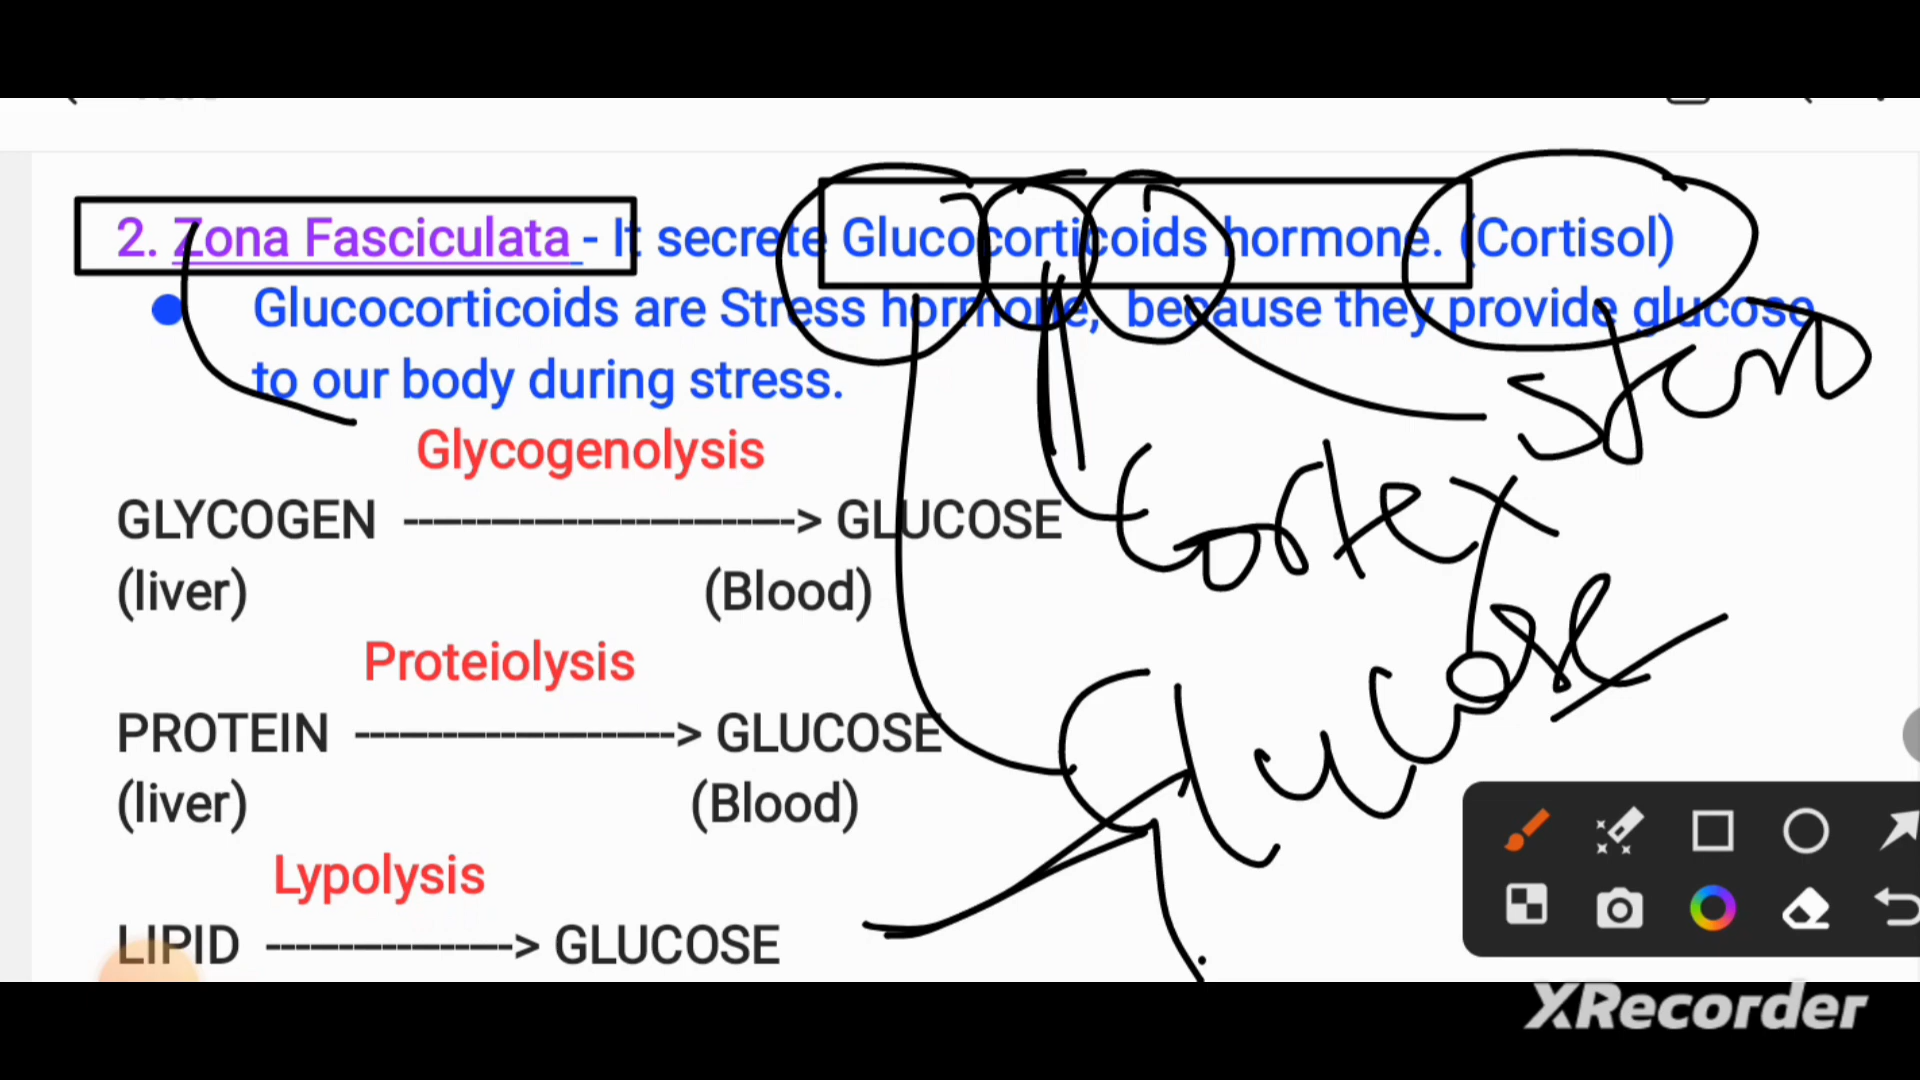 2. Zona Fasciculata - It secrete Glucocorticoids hormone. (Cortisol)
Glucocorticoids are Stress hormone, because they provide glucose
to our body during stress.
Steroid
Glycogenolysis
GLYCOGEN ----------------------------> GLUCOSE
Cortex
(liver) (Blood)
Proteiolysis
Glucose
PROTEIN -----------------------> GLUCOSE
(liver) (Blood)
Lypolysis
LIPID ------------------> GLUCOSE
XRecorder